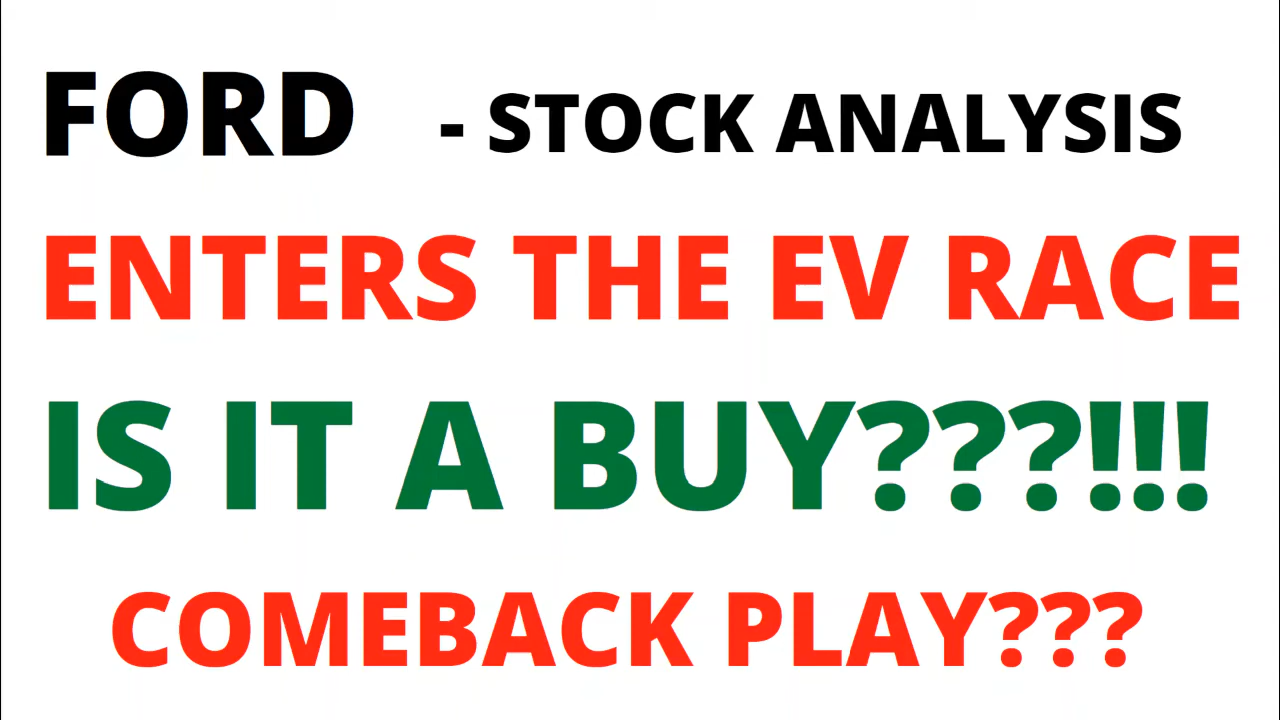 FORD - STOCK ANALYSIS
ENTERS THE EV RACE
IS IT A BUY???!!!
COMEBACK PLAY???